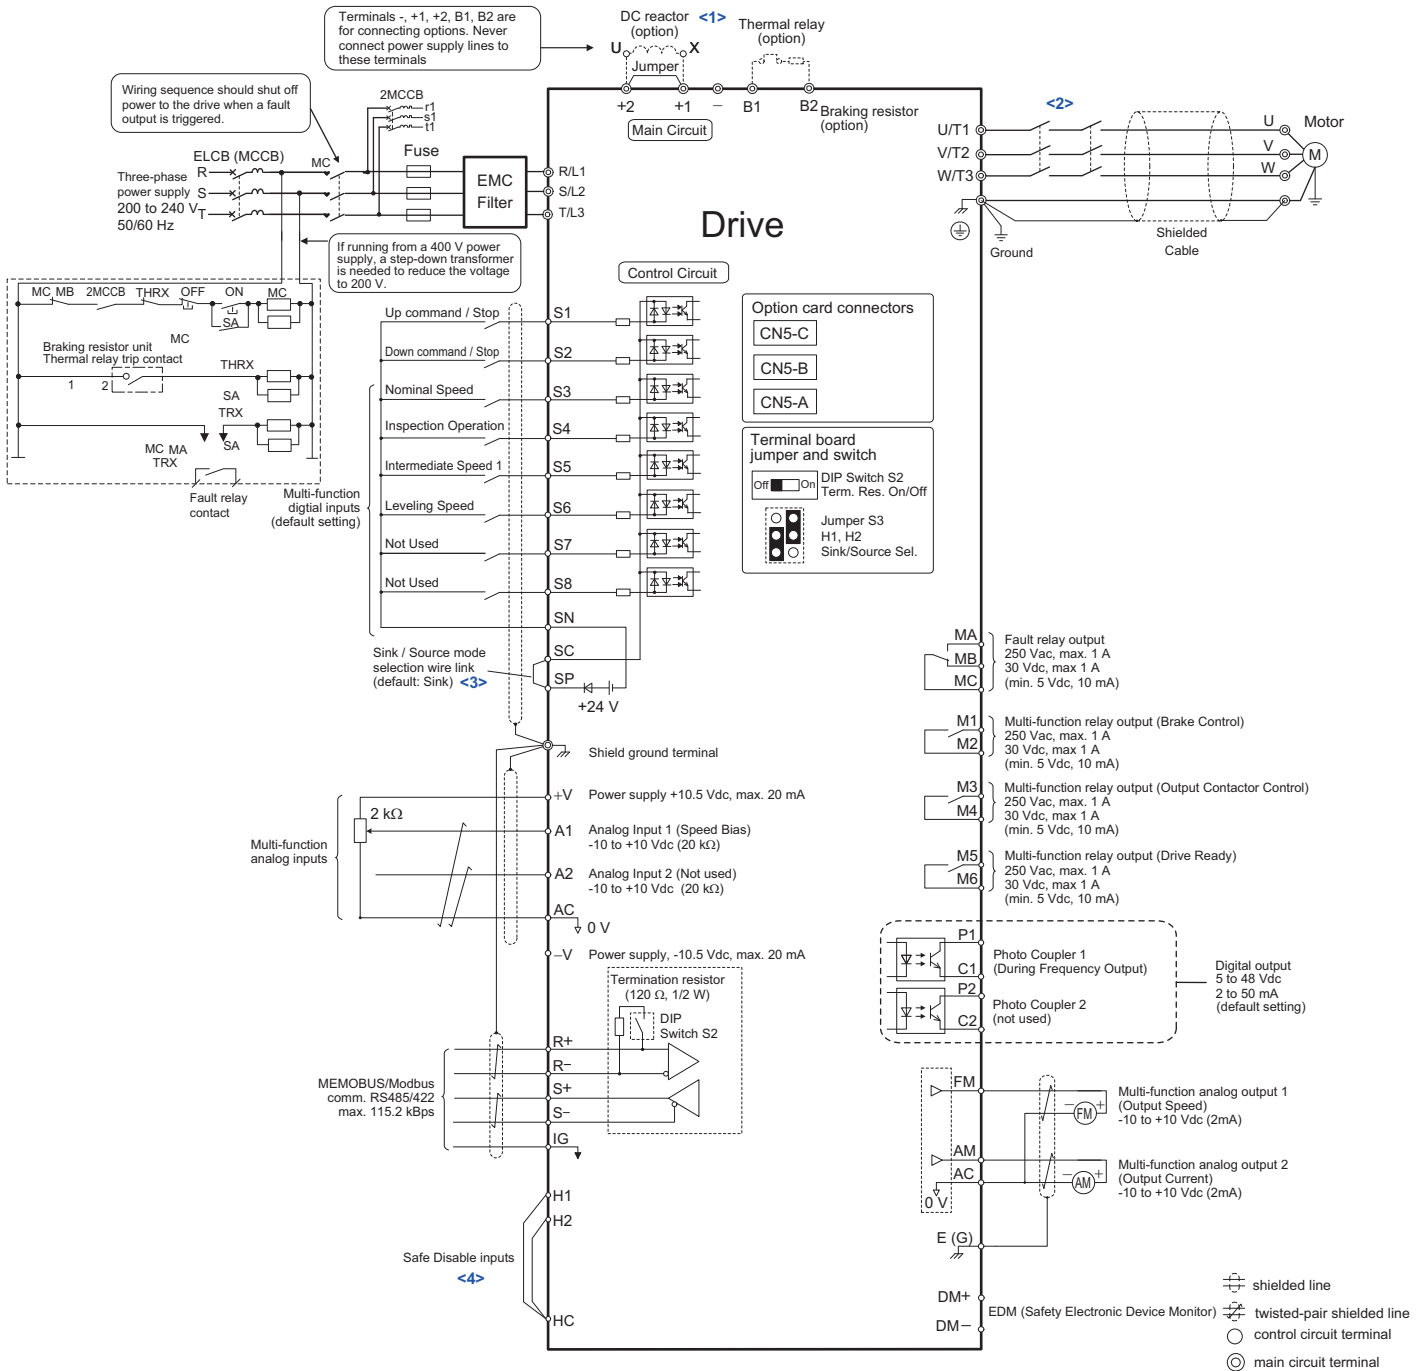 Terminals -, +1, +2, B1, B2 are
for connecting options. Never
connect power supply lines to
these terminals
DC reactor <1>
(option)
U X
Jumper
Thermal relay
(option)
+2 +1 − B1 B2
Braking resistor
(option)
Main Circuit
Wiring sequence should shut off
power to the drive when a fault
output is triggered.
2MCCB
r1
s1
t1
ELCB (MCCB)
MC
Fuse
Three-phase
power supply
200 to 240 V
50/60 Hz
R
S
T
EMC
Filter
R/L1
S/L2
T/L3
Drive
<2>
U/T1
V/T2
W/T3
U
V
W
Motor
M
Ground
Shielded
Cable
If running from a 400 V power
supply, a step-down transformer
is needed to reduce the voltage
to 200 V.
MC MB 2MCCB THRX OFF ON MC
SA
MC
Braking resistor unit
Thermal relay trip contact
1 2
THRX
SA
TRX
MC MA
TRX
SA
Fault relay
contact
Control Circuit
Up command / Stop S1
Down command / Stop S2
Nominal Speed S3
Inspection Operation S4
Intermediate Speed 1 S5
Leveling Speed S6
Not Used S7
Not Used S8
Multi-function
digtial inputs
(default setting)
SN
SC
SP
+24 V
Sink / Source mode
selection wire link
(default: Sink) <3>
Option card connectors
CN5-C
CN5-B
CN5-A
Terminal board
jumper and switch
Off On
DIP Switch S2
Term. Res. On/Off
Jumper S3
H1, H2
Sink/Source Sel.
Shield ground terminal
Multi-function
analog inputs
2 kΩ
+V Power supply +10.5 Vdc, max. 20 mA
A1 Analog Input 1 (Speed Bias)
-10 to +10 Vdc (20 kΩ)
A2 Analog Input 2 (Not used)
-10 to +10 Vdc (20 kΩ)
AC
0 V
−V Power supply, -10.5 Vdc, max. 20 mA
Termination resistor
(120 Ω, 1/2 W)
DIP
Switch S2
MEMOBUS/Modbus
comm. RS485/422
max. 115.2 kBps
R+
R−
S+
S−
IG
H1
H2
Safe Disable inputs
<4>
HC
MA
MB
MC
Fault relay output
250 Vac, max. 1 A
30 Vdc, max 1 A
(min. 5 Vdc, 10 mA)
M1
M2
Multi-function relay output (Brake Control)
250 Vac, max. 1 A
30 Vdc, max 1 A
(min. 5 Vdc, 10 mA)
M3
M4
Multi-function relay output (Output Contactor Control)
250 Vac, max. 1 A
30 Vdc, max 1 A
(min. 5 Vdc, 10 mA)
M5
M6
Multi-function relay output (Drive Ready)
250 Vac, max. 1 A
30 Vdc, max 1 A
(min. 5 Vdc, 10 mA)
P1
C1
Photo Coupler 1
(During Frequency Output)
P2
C2
Photo Coupler 2
(not used)
Digital output
5 to 48 Vdc
2 to 50 mA
(default setting)
FM
− FM +
Multi-function analog output 1
(Output Speed)
-10 to +10 Vdc (2mA)
AM
AC
− AM +
0 V
Multi-function analog output 2
(Output Current)
-10 to +10 Vdc (2mA)
E (G)
DM+
DM−
EDM (Safety Electronic Device Monitor)
shielded line
twisted-pair shielded line
control circuit terminal
main circuit terminal